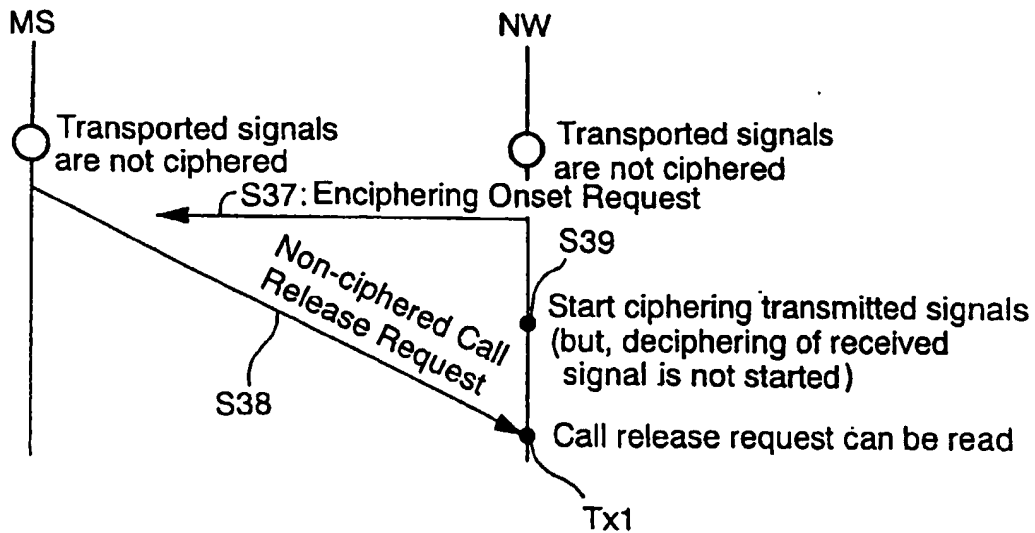 MS
NW
Transported signals
are not ciphered
Transported signals
are not ciphered
S37: Enciphering Onset Request
S39
Non-ciphered Call
Release Request
Start ciphering transmitted signals
(but, deciphering of received
signal is not started)
S38
Call release request can be read
Tx1